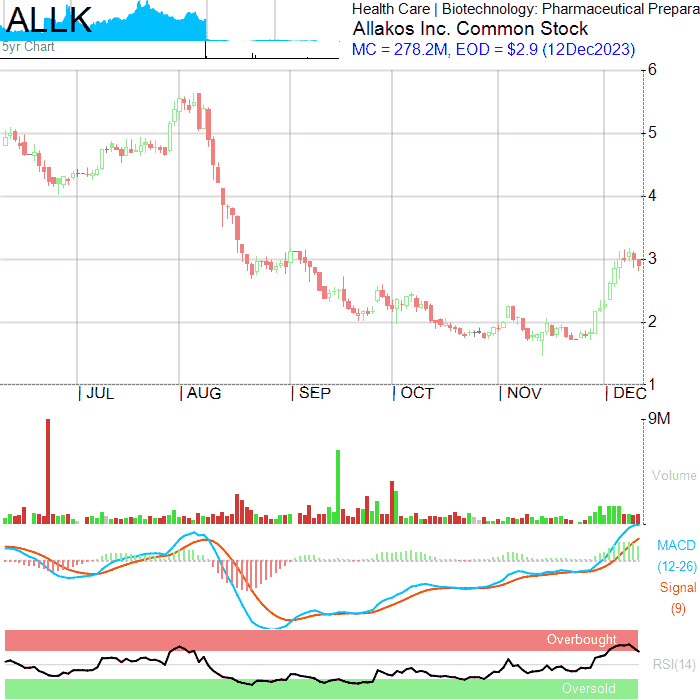 ALLK
5yr Chart
Health Care | Biotechnology: Pharmaceutical Prepara
Allakos Inc. Common Stock
MC = 278.2M, EOD = $2.9 (12Dec2023)
6
5
4
3
2
1
| JUL | AUG | SEP | OCT | NOV | DEC
9M
Volume
MACD
(12-26)
Signal
(9)
Overbought
RSI(14)
Oversold